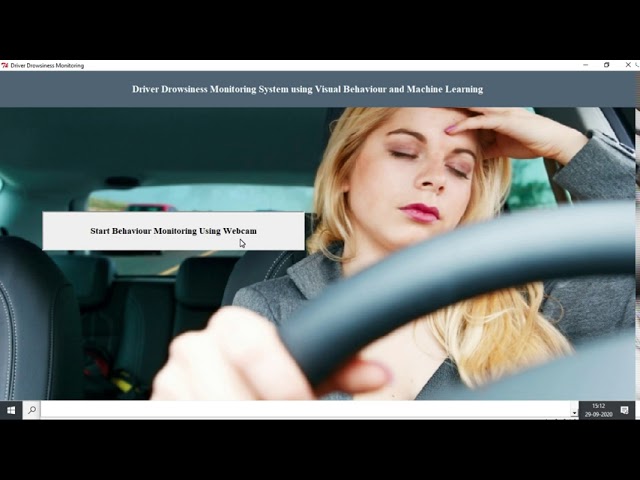 Driver Drowsiness Monitoring
Driver Drowsiness Monitoring System using Visual Behaviour and Machine Learning
Start Behaviour Monitoring Using Webcam
15:12
29-09-2020